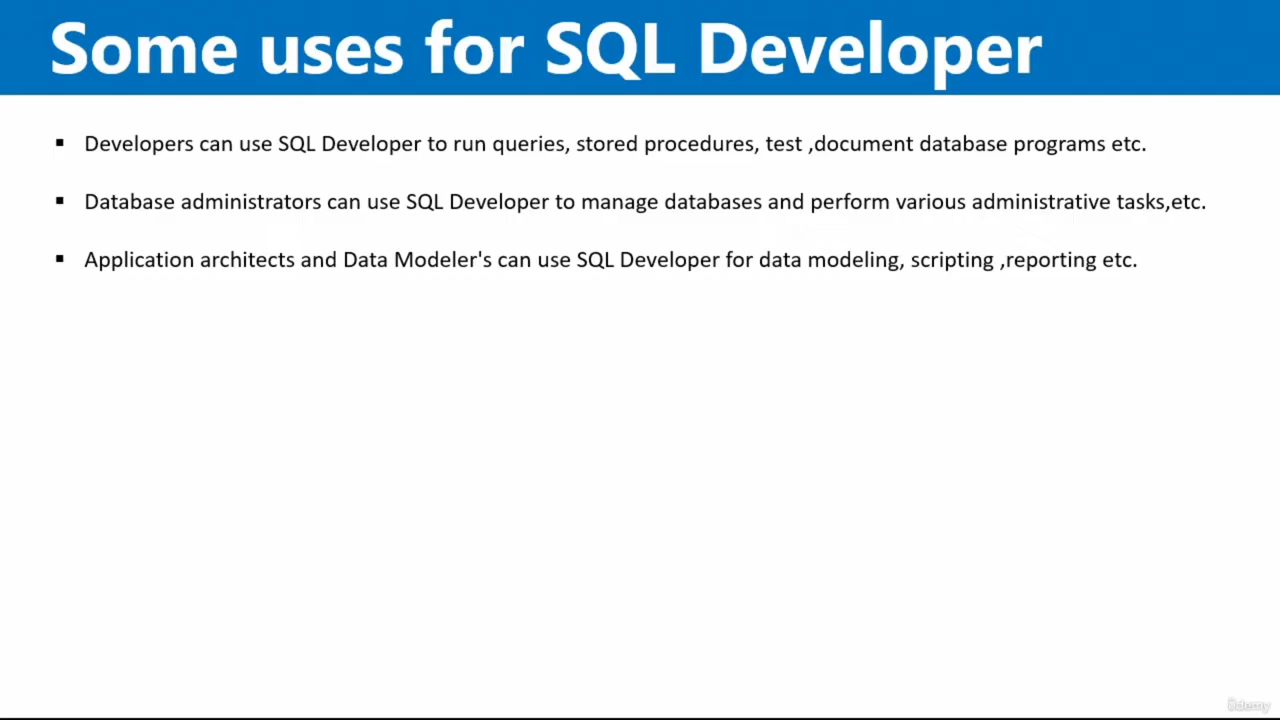 Some uses for SQL Developer
▪ Developers can use SQL Developer to run queries, stored procedures, test ,document database programs etc.
▪ Database administrators can use SQL Developer to manage databases and perform various administrative tasks,etc.
▪ Application architects and Data Modeler's can use SQL Developer for data modeling, scripting ,reporting etc.
Udemy